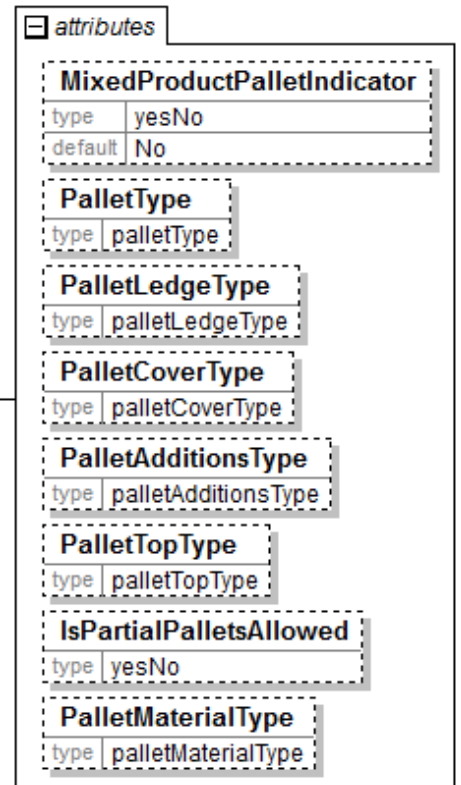 attributes
MixedProductPalletIndicator
type yesNo
default No
PalletType
type palletType
PalletLedgeType
type palletLedgeType
PalletCoverType
type palletCoverType
PalletAdditionsType
type palletAdditionsType
PalletTopType
type palletTopType
IsPartialPalletsAllowed
type yesNo
PalletMaterialType
type palletMaterialType